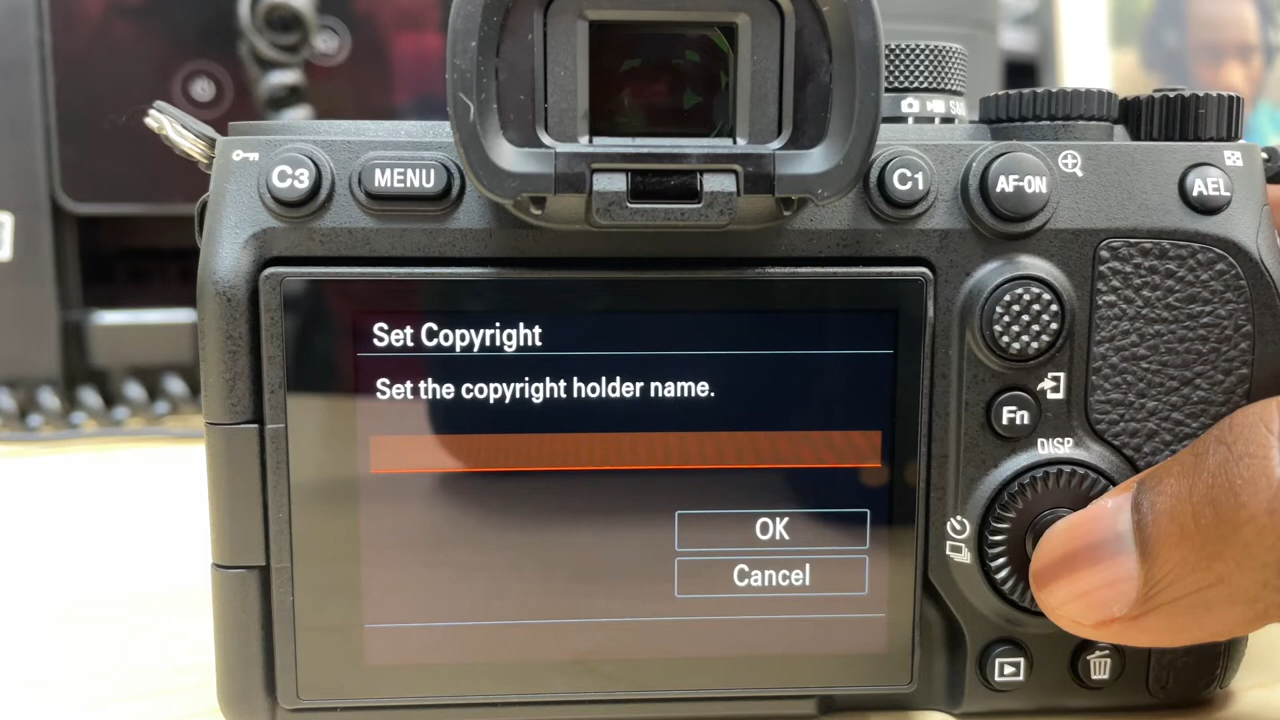 S&Q
C3
MENU
C1
AF-ON
AEL
Set Copyright
Set the copyright holder name.
Fn
DISP
OK
Cancel